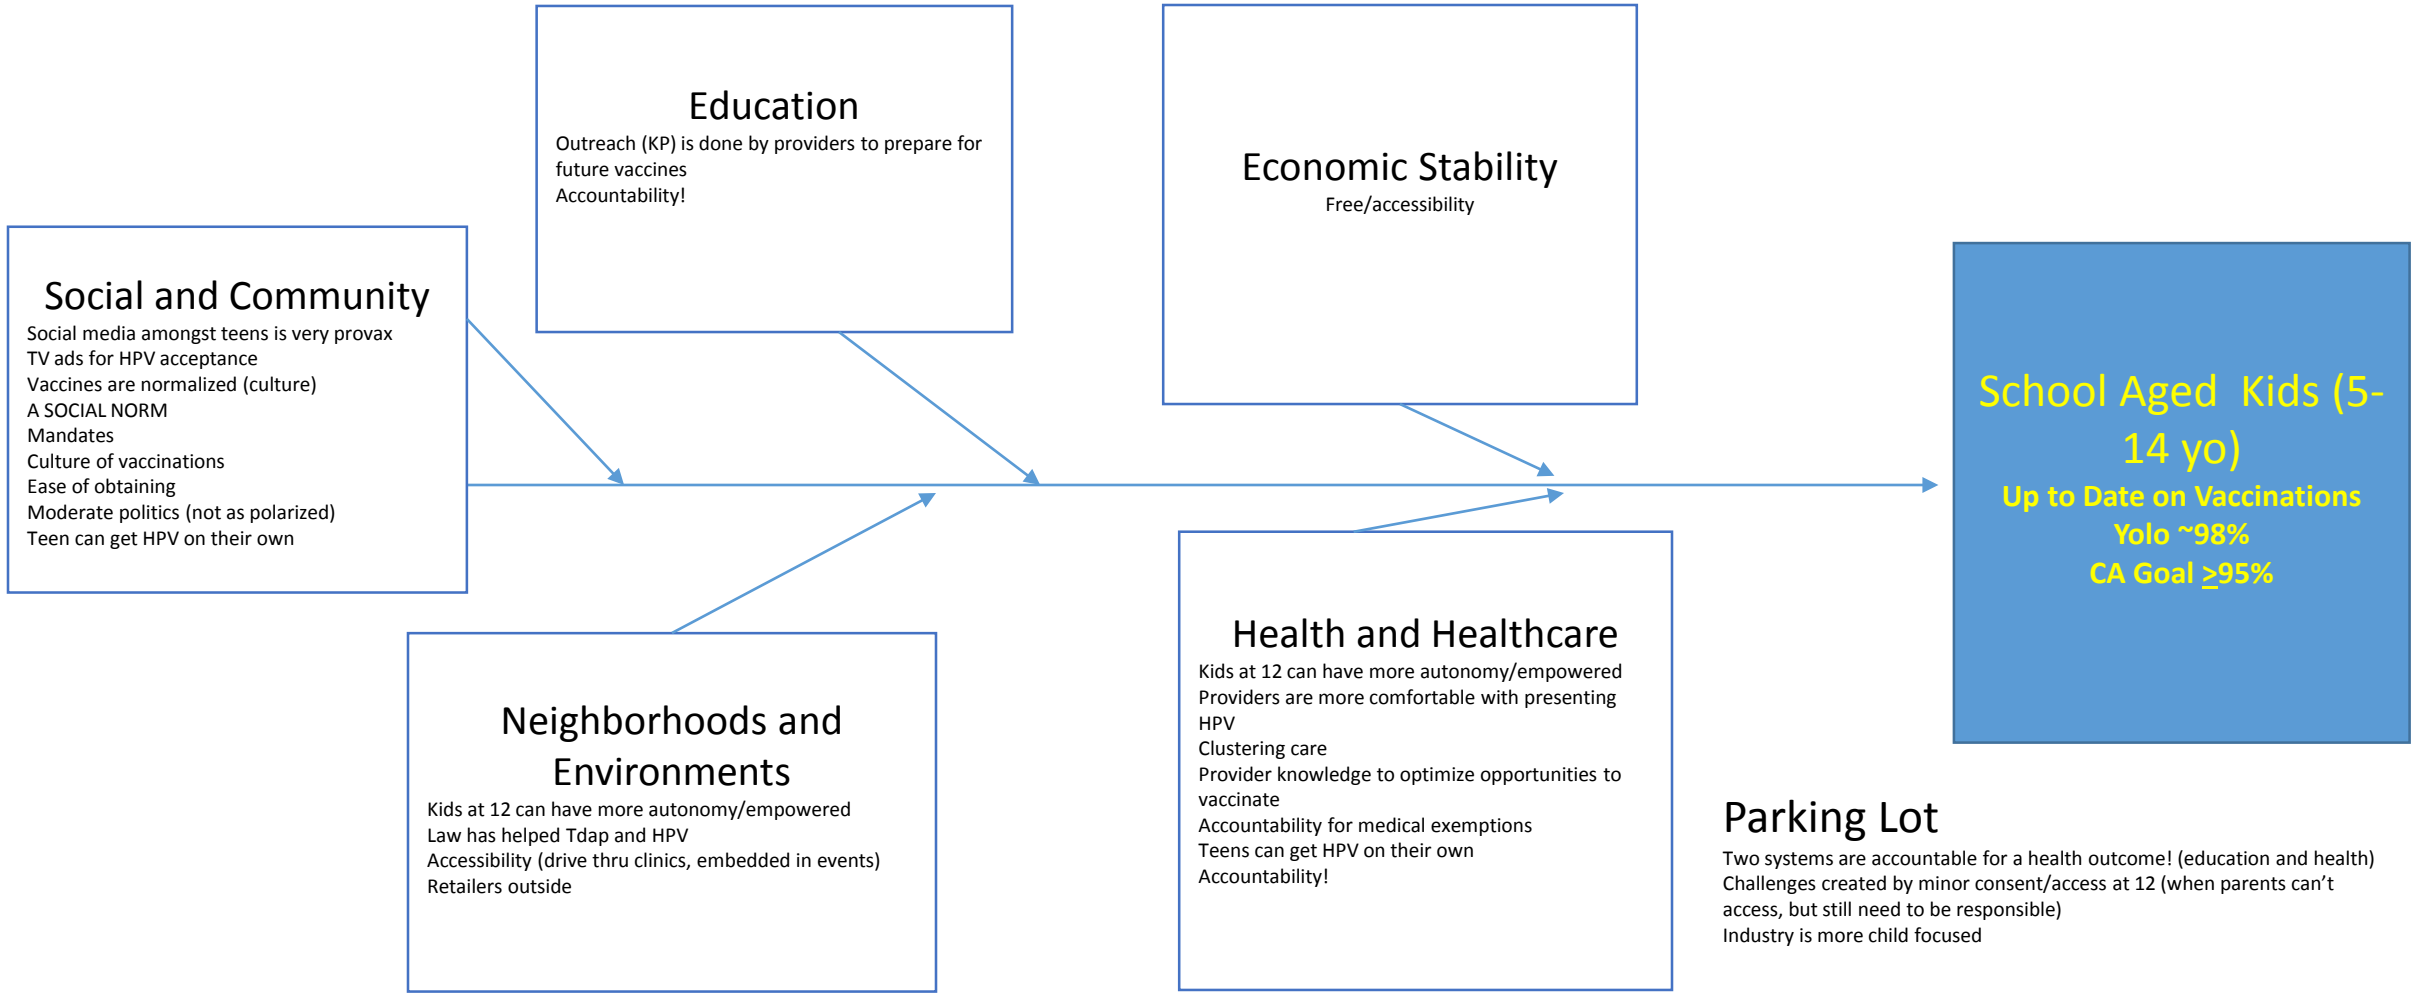 Education
Outreach (KP) is done by providers to prepare for
future vaccines
Accountability!
Economic Stability
Free/accessibility
Social and Community
Social media amongst teens is very provax
TV ads for HPV acceptance
Vaccines are normalized (culture)
A SOCIAL NORM
Mandates
Culture of vaccinations
Ease of obtaining
Moderate politics (not as polarized)
Teen can get HPV on their own
School Aged  Kids (5-
14 yo)
Up to Date on Vaccinations
Yolo ~98%
CA Goal ≥95%
Neighborhoods and
Environments
Kids at 12 can have more autonomy/empowered
Law has helped Tdap and HPV
Accessibility (drive thru clinics, embedded in events)
Retailers outside
Health and Healthcare
Kids at 12 can have more autonomy/empowered
Providers are more comfortable with presenting
HPV
Clustering care
Provider knowledge to optimize opportunities to
vaccinate
Accountability for medical exemptions
Teens can get HPV on their own
Accountability!
Parking Lot
Two systems are accountable for a health outcome! (education and health)
Challenges created by minor consent/access at 12 (when parents can’t
access, but still need to be responsible)
Industry is more child focused